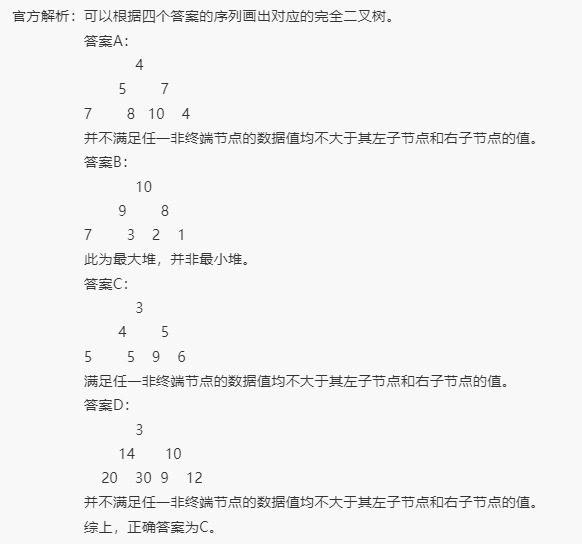 官方解析：可以根据四个答案的序列画出对应的完全二叉树。
答案A：
4
5 7
7 8 10 4
并不满足任一非终端节点的数据值均不大于其左子节点和右子节点的值。
答案B：
10
9 8
7 3 2 1
此为最大堆，并非最小堆。
答案C：
3
4 5
5 5 9 6
满足任一非终端节点的数据值均不大于其左子节点和右子节点的值。
答案D：
3
14 10
20 30 9 12
并不满足任一非终端节点的数据值均不大于其左子节点和右子节点的值。
综上，正确答案为C。